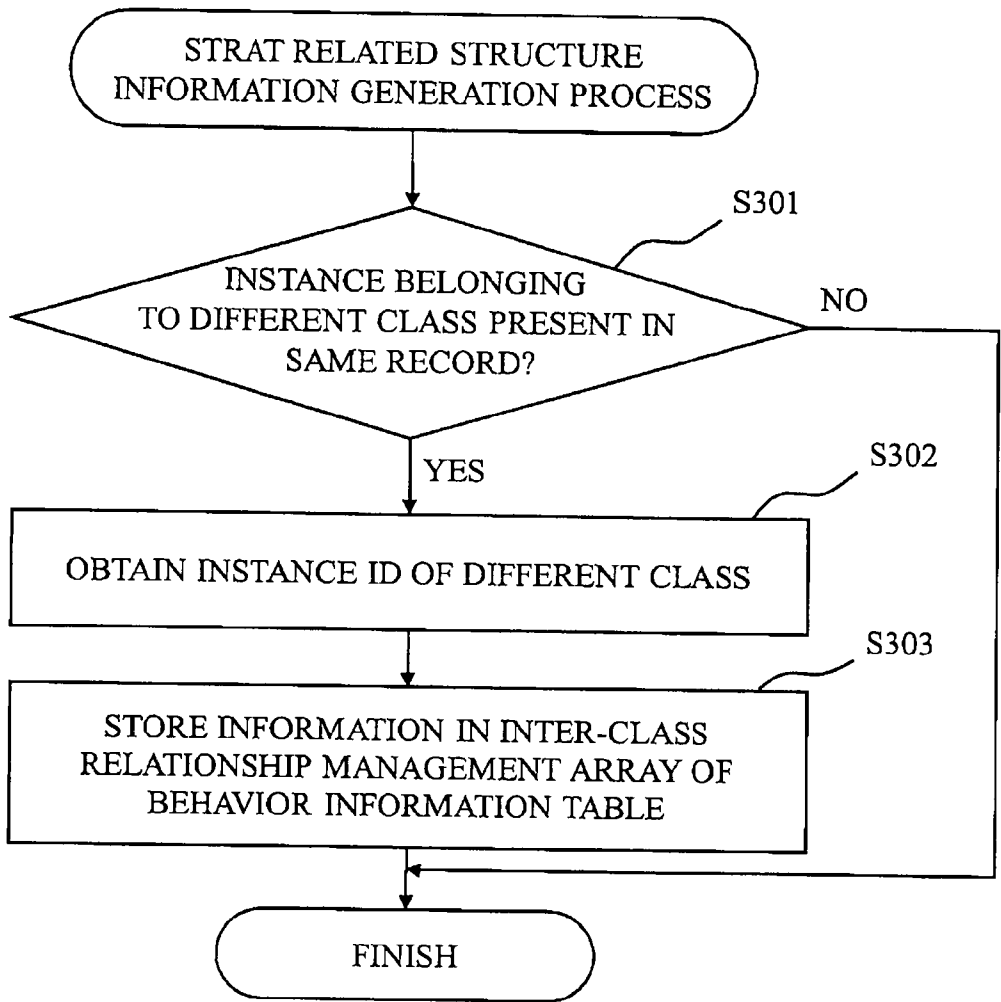 STRAT RELATED STRUCTURE
INFORMATION GENERATION PROCESS
S301
INSTANCE BELONGING
TO DIFFERENT CLASS PRESENT IN
SAME RECORD?
NO
YES
S302
OBTAIN INSTANCE ID OF DIFFERENT CLASS
S303
STORE INFORMATION IN INTER-CLASS
RELATIONSHIP MANAGEMENT ARRAY OF
BEHAVIOR INFORMATION TABLE
FINISH